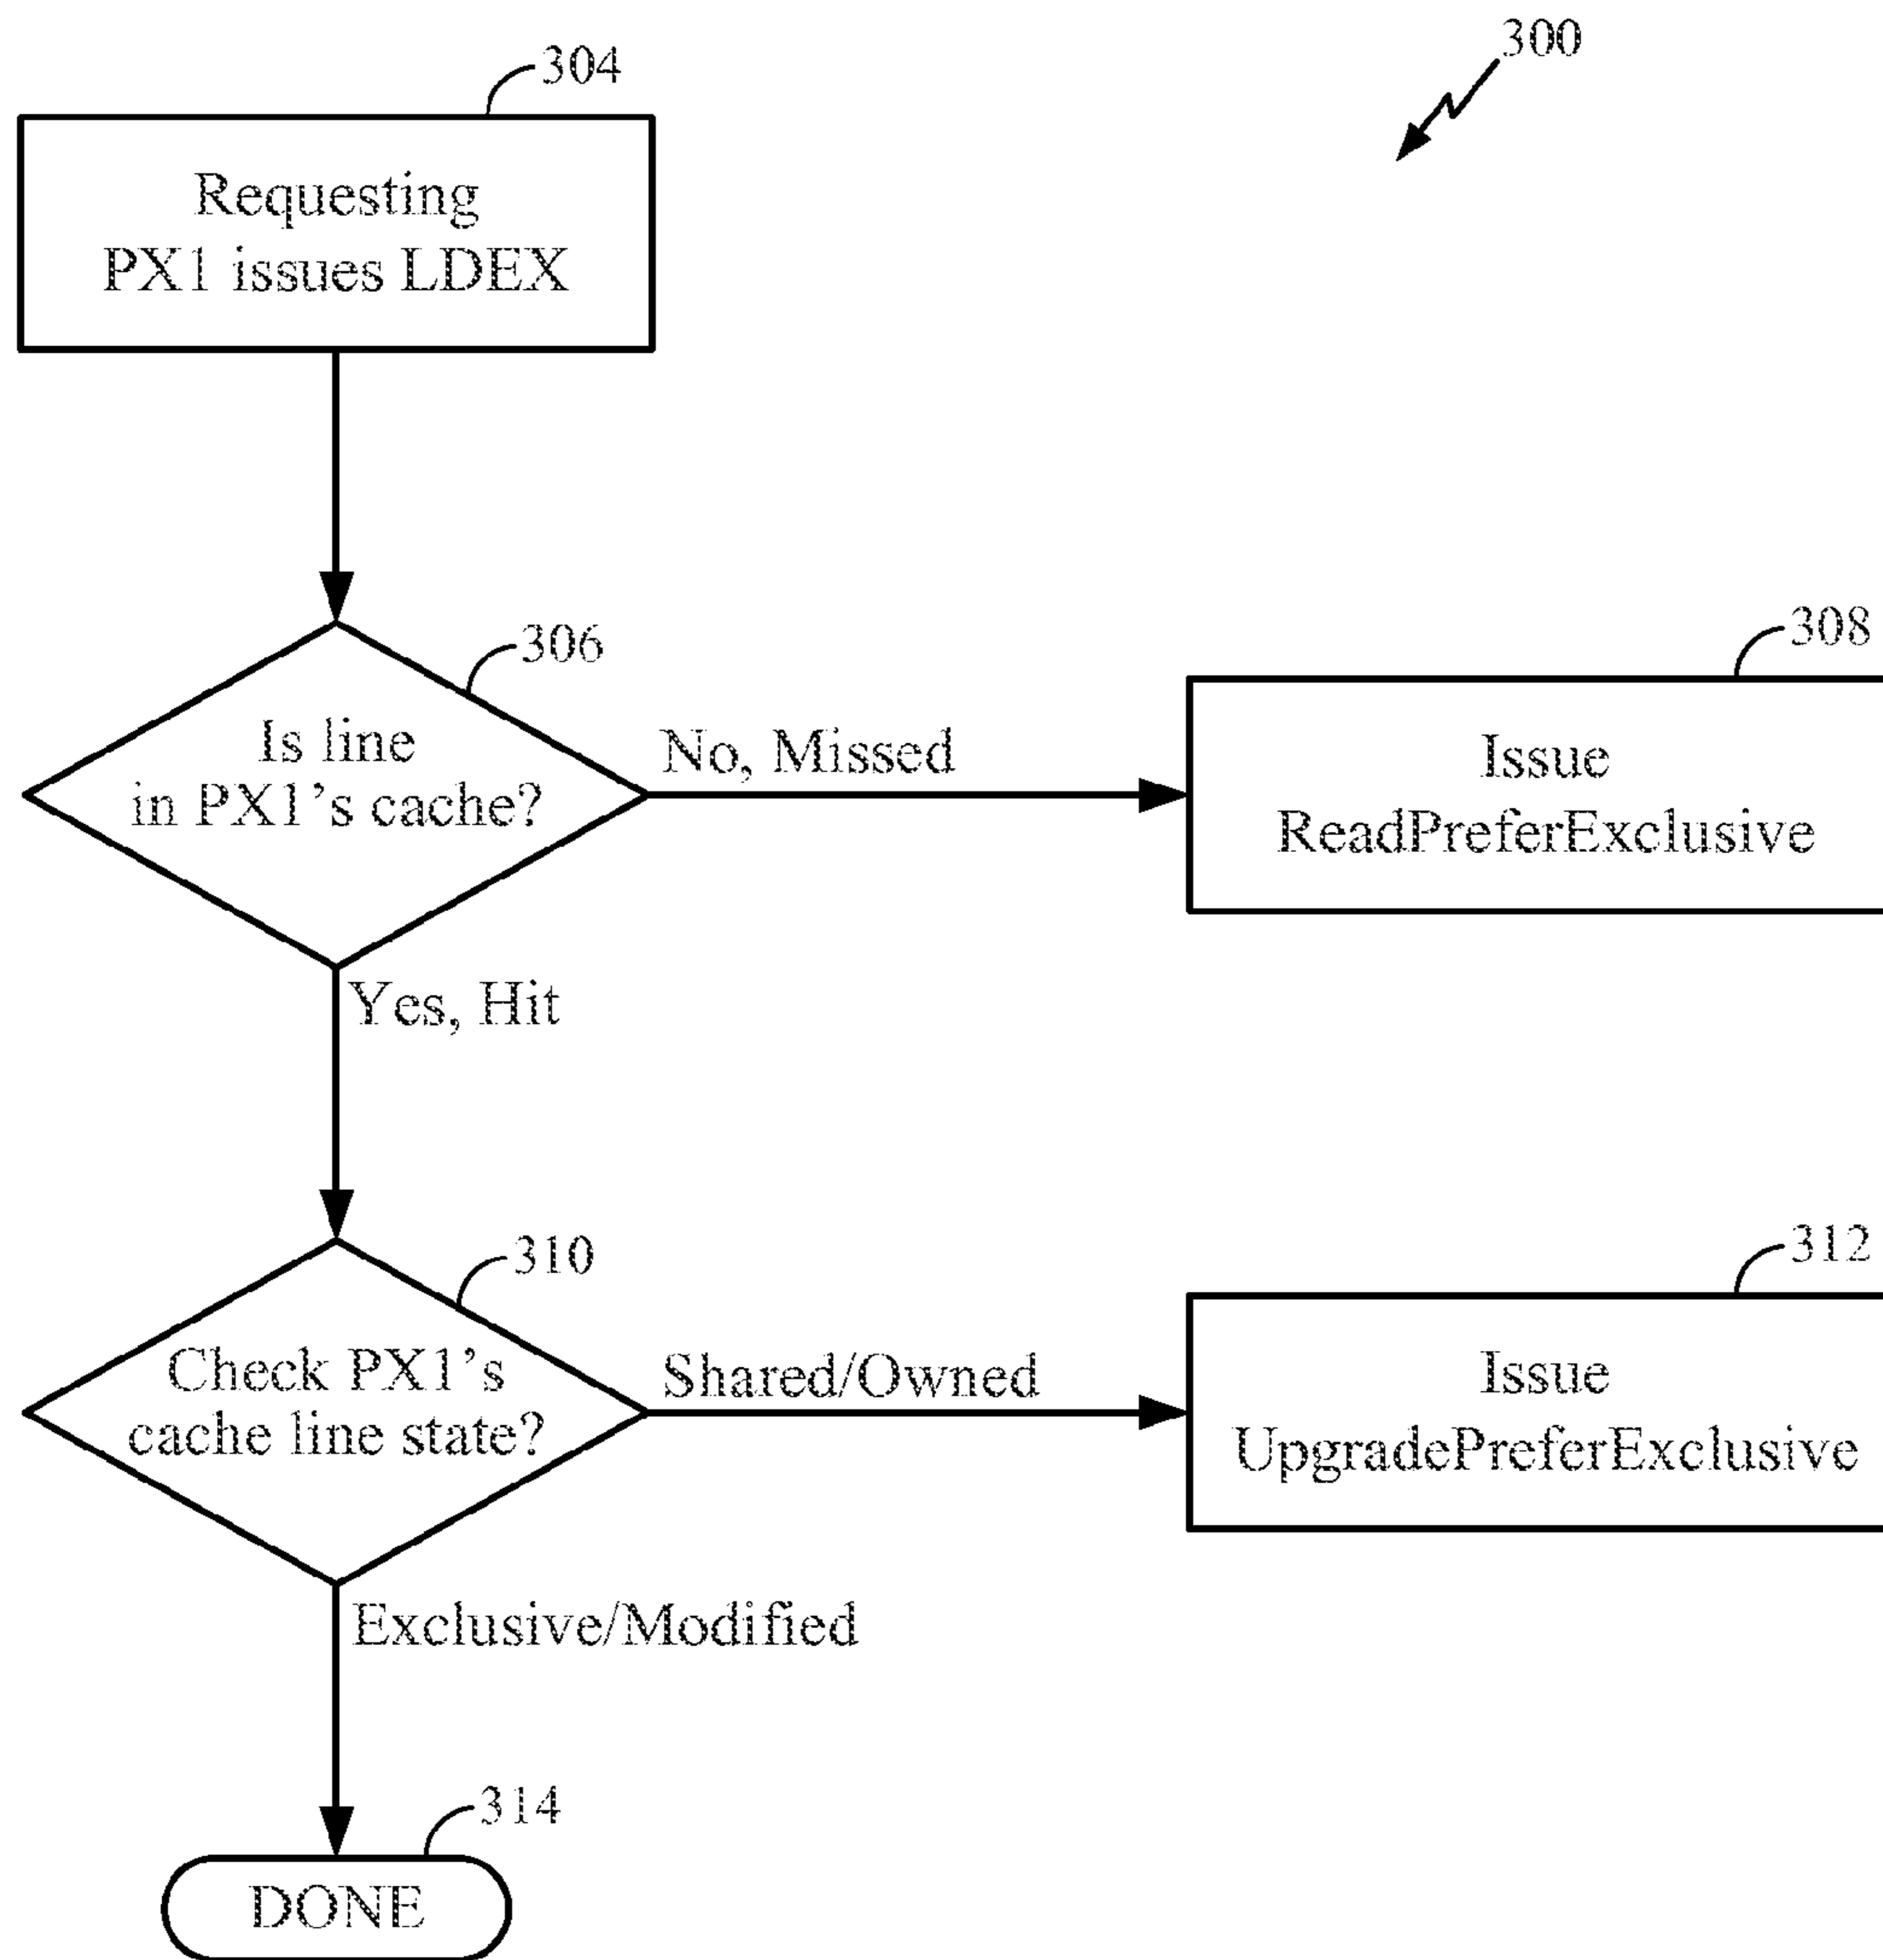 300
304
Requesting
PX1 issues LDEX
306
Is line
in PX1's cache?
No, Missed
308
Issue
ReadPreferExclusive
Yes, Hit
310
Check PX1's
cache line state?
Shared/Owned
312
Issue
UpgradePreferExclusive
Exclusive/Modified
314
DONE